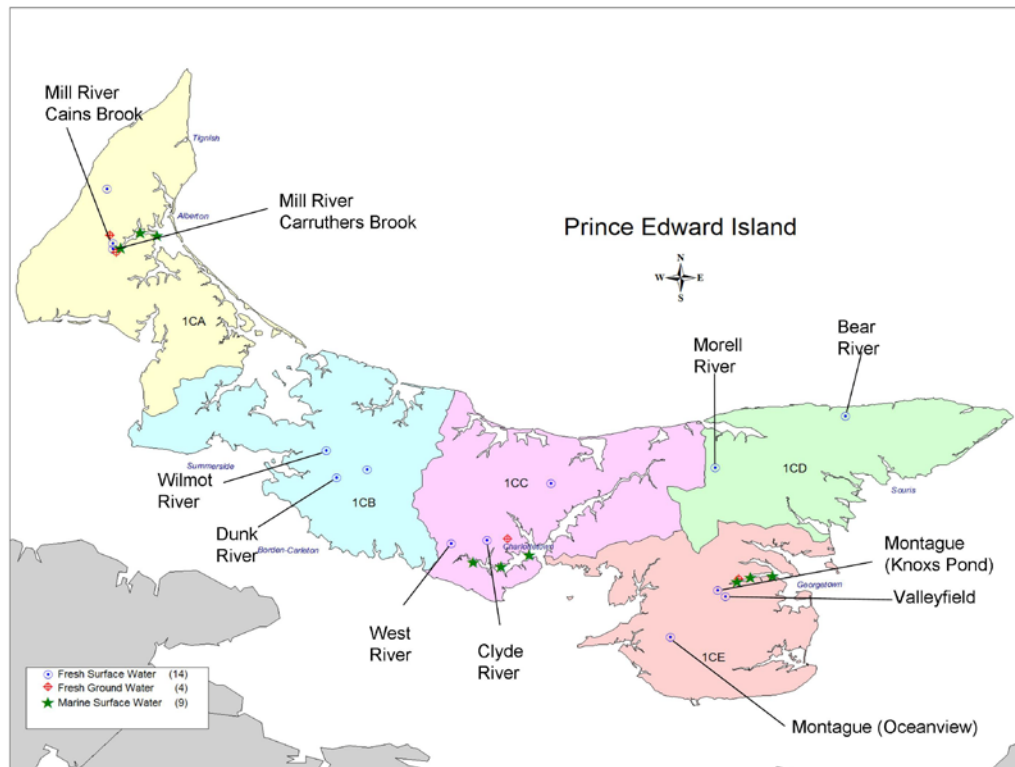 Mill River
Cains Brook
Tignish
Mill River
Carruthers Brook
Alberton
Prince Edward Island
N
W E
S
1CA
Morell
River
Bear
River
Summerside
Wilmot
River
1CB
1CC
1CD
Souris
Dunk
River
Borden-Carleton
Charlottetown
Montague
(Knoxs Pond)
Georgetown
Valleyfield
West
River
Clyde
River
1CE
Montague (Oceanview)
Fresh Surface Water (14)
Fresh Ground Water (4)
Marine Surface Water (9)